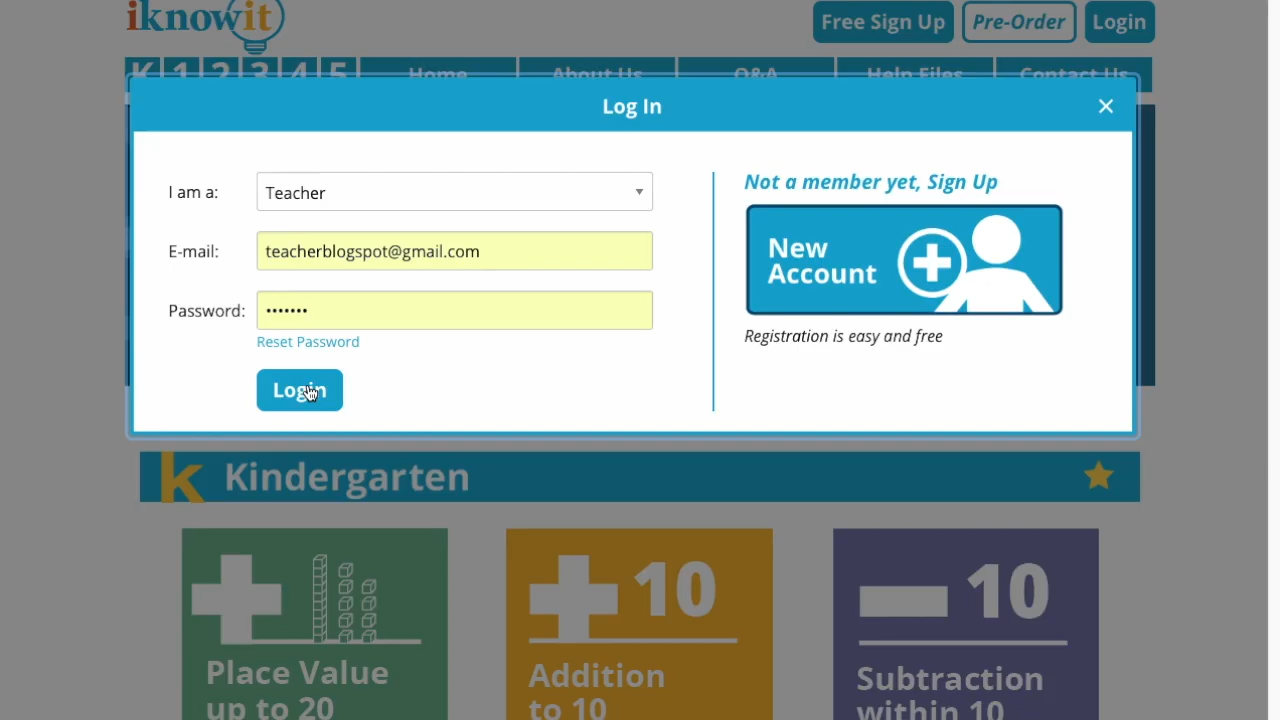 iknowit
Free Sign Up
Pre-Order
Login
K 1 2 3 4 5
Home
About Us
Q&A
Help Files
Contact Us
Log In
×
I am a:
Teacher
E-mail:
teacherblogspot@gmail.com
Password:
•••••••
Reset Password
Login
Not a member yet, Sign Up
New
Account
Registration is easy and free
k Kindergarten
Place Value
up to 20
10
Addition
to 10
10
Subtraction
within 10